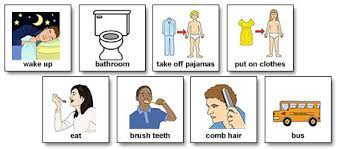 wake up
bathroom
take off pajamas
put on clothes
eat
brush teeth
comb hair
bus